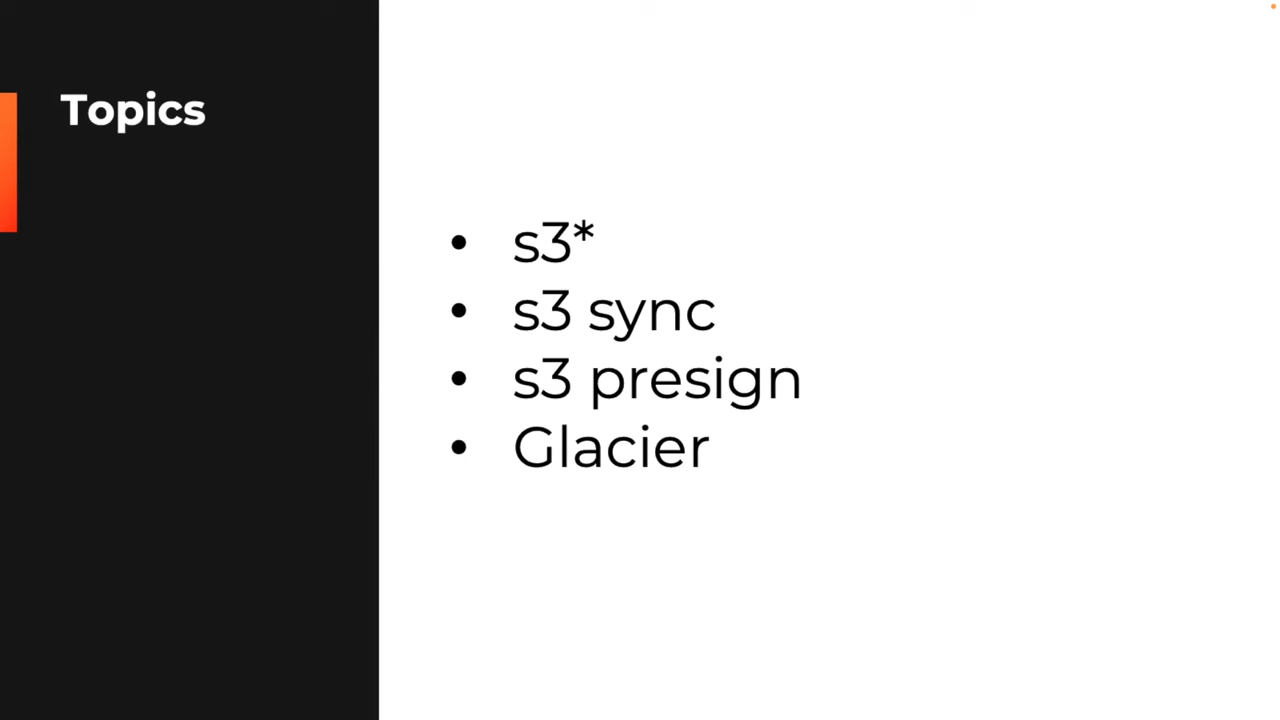 Topics
• s3*
• s3 sync
• s3 presign
• Glacier